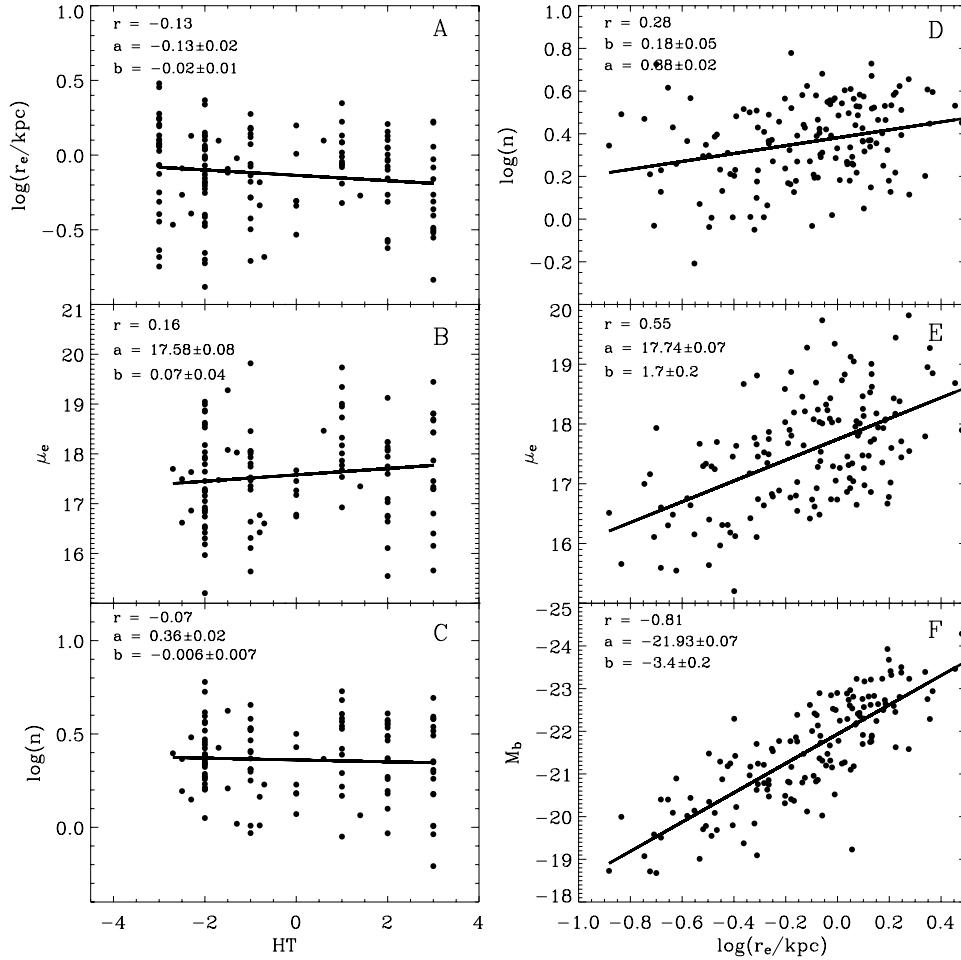 A
r = −0.13
a = −0.13±0.02
b = −0.02±0.01
1.0
0.5
0.0
−0.5
log(r_e/kpc)
B
r = 0.16
a = 17.58±0.08
b = 0.07±0.04
21
20
19
18
17
16
μ_e
C
r = −0.07
a = 0.36±0.02
b = −0.006±0.007
1.0
0.5
0.0
log(n)
−4 −2 0 2 4
HT
D
r = 0.28
b = 0.18±0.05
a = 0.38±0.02
1.0
0.8
0.6
0.4
0.2
0.0
−0.2
log(n)
E
r = 0.55
a = 17.74±0.07
b = 1.7±0.2
20
19
18
17
16
μ_e
F
r = −0.81
a = −21.93±0.07
b = −3.4±0.2
−25
−24
−23
−22
−21
−20
−19
−18
M_b
−1.0 −0.8 −0.6 −0.4 −0.2 0.0 0.2 0.4
log(r_e/kpc)